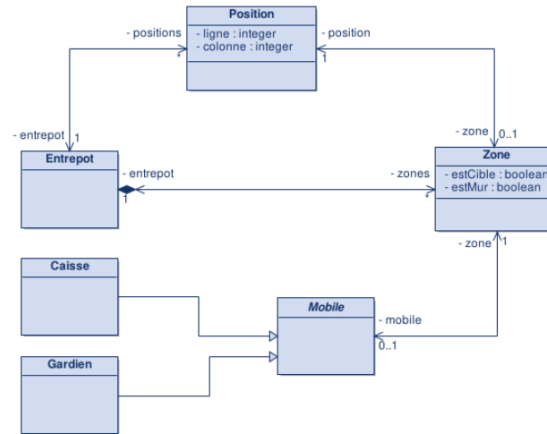 Position
- positions
- ligne : integer
- position
- colonne : integer
*
1
- entrepot
1
- zone
0..1
Entrepot
- entrepot
- zones
Zone
- estCible : boolean
- estMur : boolean
1
*
- zone
1
Caisse
Mobile
- mobile
0..1
Gardien